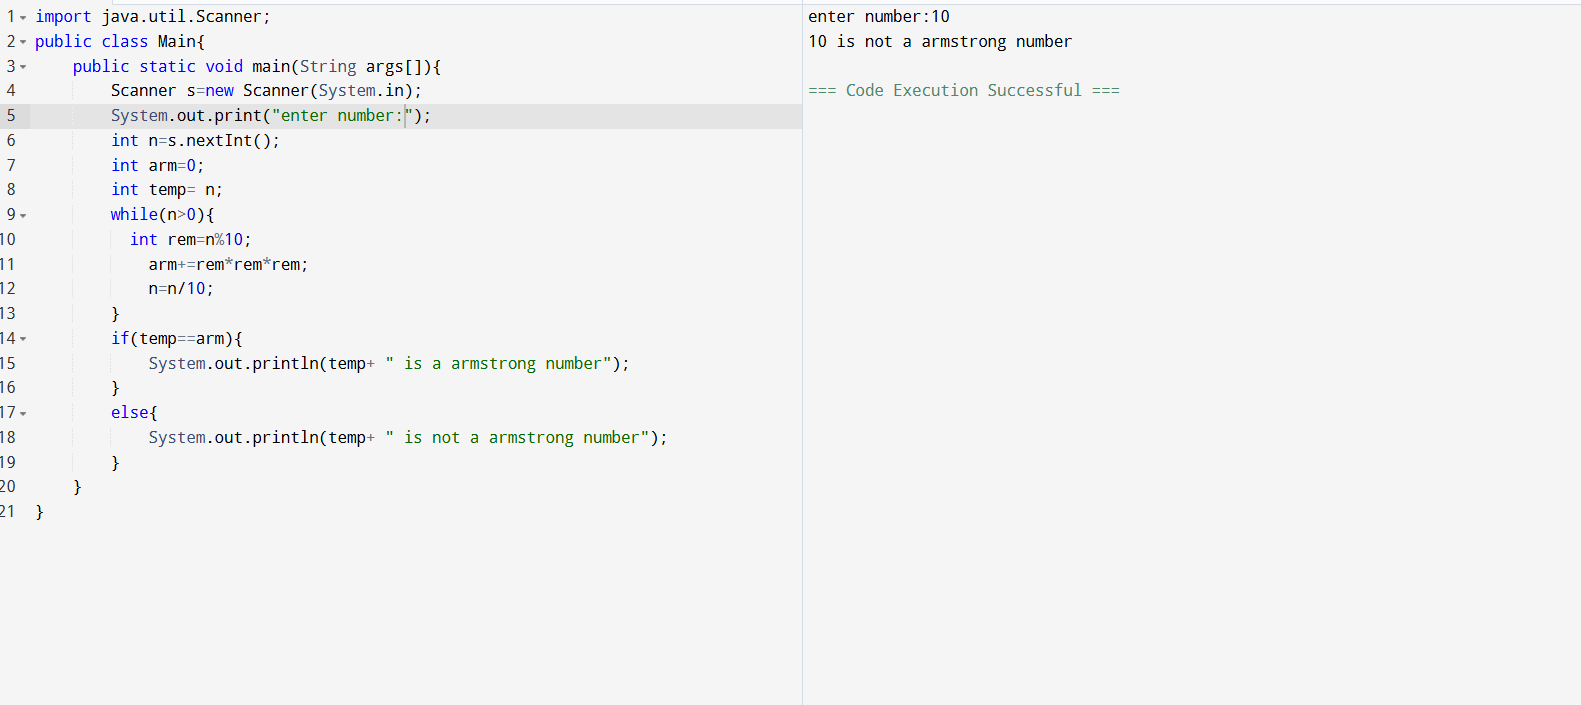 1 import java.util.Scanner;
2 public class Main{
3     public static void main(String args[]){
4         Scanner s=new Scanner(System.in);
5         System.out.print("enter number:");
6         int n=s.nextInt();
7         int arm=0;
8         int temp= n;
9         while(n>0){
10           int rem=n%10;
11             arm+=rem*rem*rem;
12             n=n/10;
13         }
14         if(temp==arm){
15             System.out.println(temp+ " is a armstrong number");
16         }
17         else{
18             System.out.println(temp+ " is not a armstrong number");
19         }
20     }
21 }
enter number:10
10 is not a armstrong number
=== Code Execution Successful ===